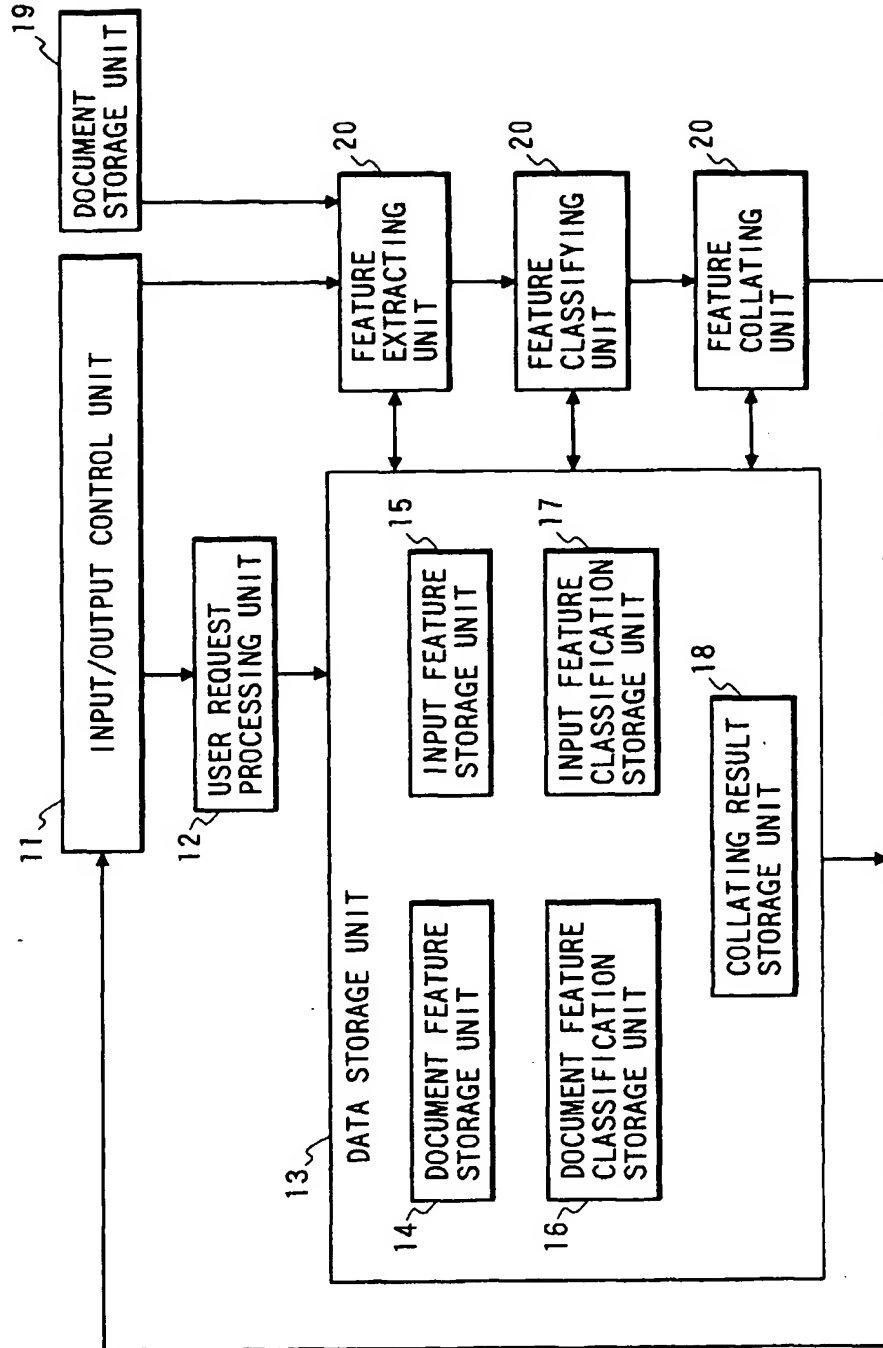 19
DOCUMENT
STORAGE UNIT
11
INPUT/OUTPUT CONTROL UNIT
12
USER REQUEST
PROCESSING UNIT
20
FEATURE
EXTRACTING
UNIT
20
FEATURE
CLASSIFYING
UNIT
20
FEATURE
COLLATING
UNIT
13
DATA STORAGE UNIT
14
DOCUMENT FEATURE
STORAGE UNIT
15
INPUT FEATURE
STORAGE UNIT
16
DOCUMENT FEATURE
CLASSIFICATION
STORAGE UNIT
17
INPUT FEATURE
CLASSIFICATION
STORAGE UNIT
18
COLLATING RESULT
STORAGE UNIT